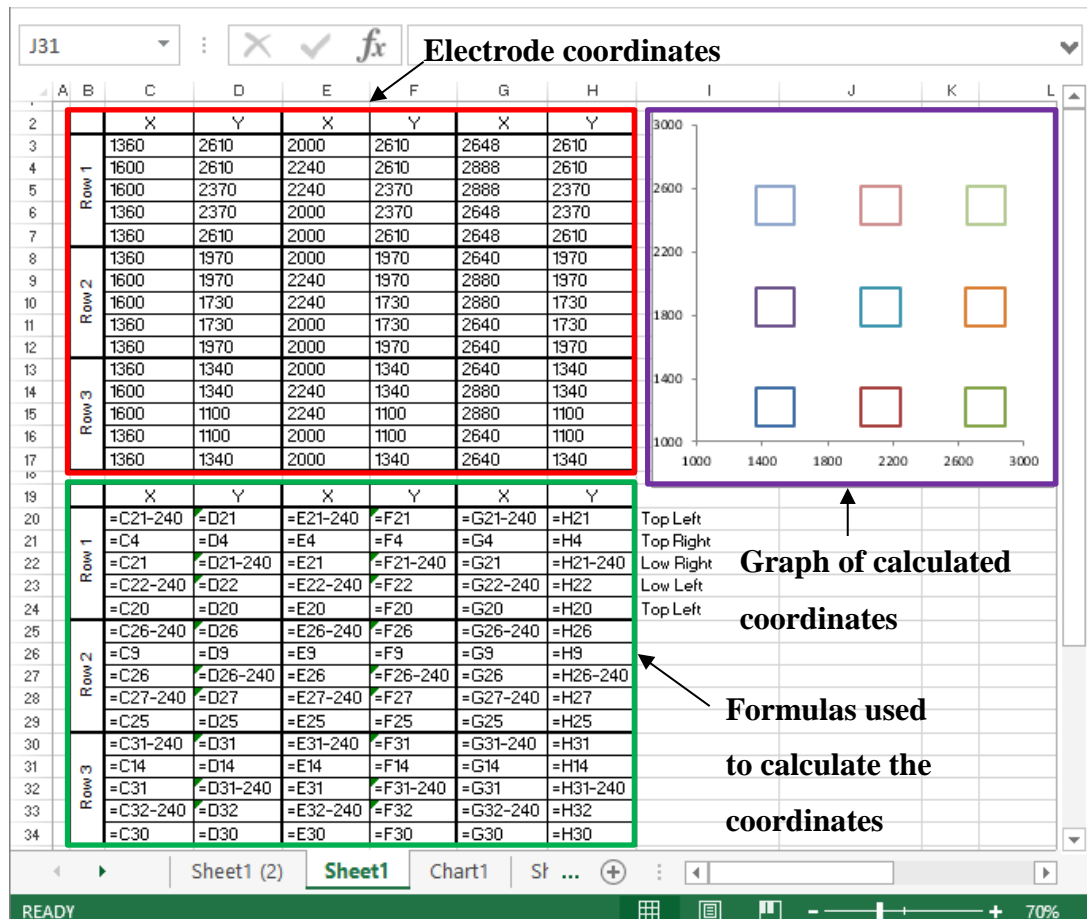 J31 fx
Electrode coordinates
A B C D E F G H I J K L
2 X Y X Y X Y
Row 1
3 1360 2610 2000 2610 2648 2610
4 1600 2610 2240 2610 2888 2610
5 1600 2370 2240 2370 2888 2370
6 1360 2370 2000 2370 2648 2370
7 1360 2610 2000 2610 2648 2610
Row 2
8 1360 1970 2000 1970 2640 1970
9 1600 1970 2240 1970 2880 1970
10 1600 1730 2240 1730 2880 1730
11 1360 1730 2000 1730 2640 1730
12 1360 1970 2000 1970 2640 1970
Row 3
13 1360 1340 2000 1340 2640 1340
14 1600 1340 2240 1340 2880 1340
15 1600 1100 2240 1100 2880 1100
16 1360 1100 2000 1100 2640 1100
17 1360 1340 2000 1340 2640 1340
18
3000
2600
2200
1800
1400
1000
1000 1400 1800 2200 2600 3000
19 X Y X Y X Y
Row 1
20 =C21-240 =D21 =E21-240 =F21 =G21-240 =H21 Top Left
21 =C4 =D4 =E4 =F4 =G4 =H4 Top Right
22 =C21 =D21-240 =E21 =F21-240 =G21 =H21-240 Low Right
23 =C22-240 =D22 =E22-240 =F22 =G22-240 =H22 Low Left
24 =C20 =D20 =E20 =F20 =G20 =H20 Top Left
Row 2
25 =C26-240 =D26 =E26-240 =F26 =G26-240 =H26
26 =C9 =D9 =E9 =F9 =G9 =H9
27 =C26 =D26-240 =E26 =F26-240 =G26 =H26-240
28 =C27-240 =D27 =E27-240 =F27 =G27-240 =H27
29 =C25 =D25 =E25 =F25 =G25 =H25
Row 3
30 =C31-240 =D31 =E31-240 =F31 =G31-240 =H31
31 =C14 =D14 =E14 =F14 =G14 =H14
32 =C31 =D31-240 =E31 =F31-240 =G31 =H31-240
33 =C32-240 =D32 =E32-240 =F32 =G32-240 =H32
34 =C30 =D30 =E30 =F30 =G30 =H30
Graph of calculated
coordinates
Formulas used
to calculate the
coordinates
Sheet1 (2) Sheet1 Chart1 Sh ...
READY 70%